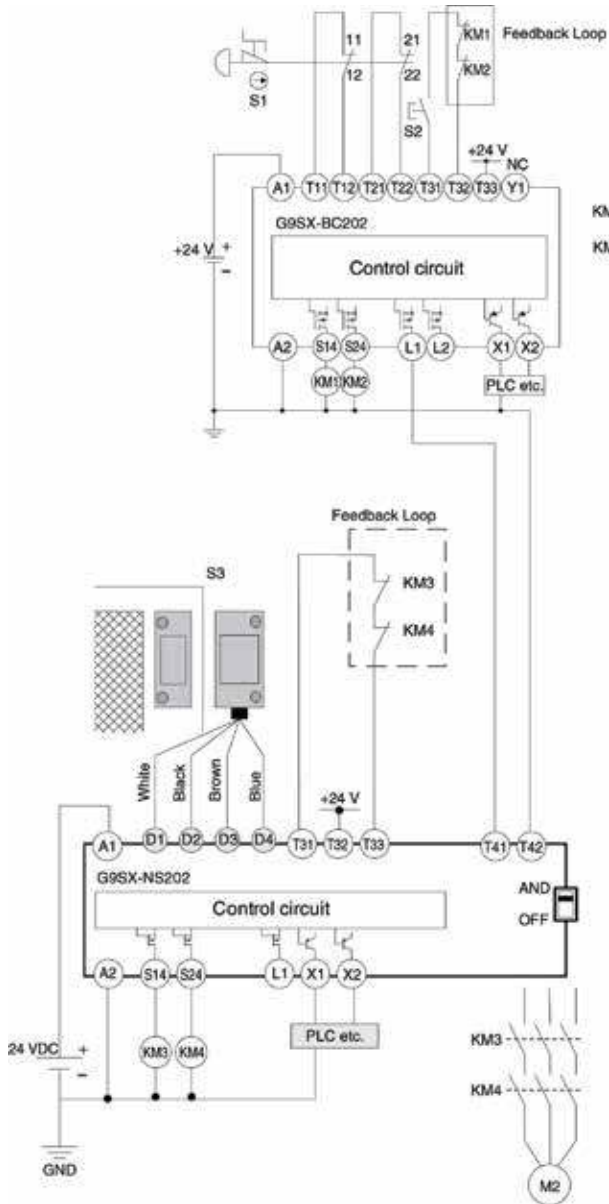 11 21 KM1 Feedback Loop
12 22 KM2
S1 S2
+24 V
NC
A1 T11 T12 T21 T22 T31 T32 T33 Y1
KM
G9SX-BC202
KM
+24 V + -
Control circuit
A2 S14 S24 L1 L2 X1 X2
KM1 KM2 PLC etc.
Feedback Loop
S3
KM3
KM4
White Black Brown Blue
+24 V
A1 D1 D2 D3 D4 T31 T32 T33 T41 T42
G9SX-NS202
AND
Control circuit
OFF
A2 S14 S24 L1 X1 X2
PLC etc.
24 VDC + -
KM3 KM4
KM3
KM4
GND
M2